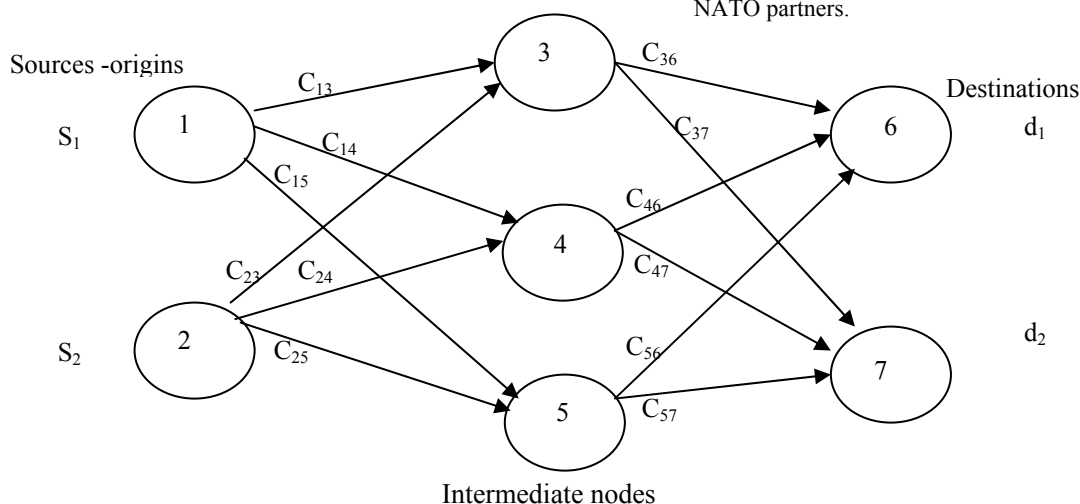 NATO partners.
Sources -origins
Destinations
S₁
S₂
1
2
3
4
5
6
7
d₁
d₂
C₁₃
C₁₄
C₁₅
C₂₃
C₂₄
C₂₅
C₃₆
C₃₇
C₄₆
C₄₇
C₅₆
C₅₇
Intermediate nodes